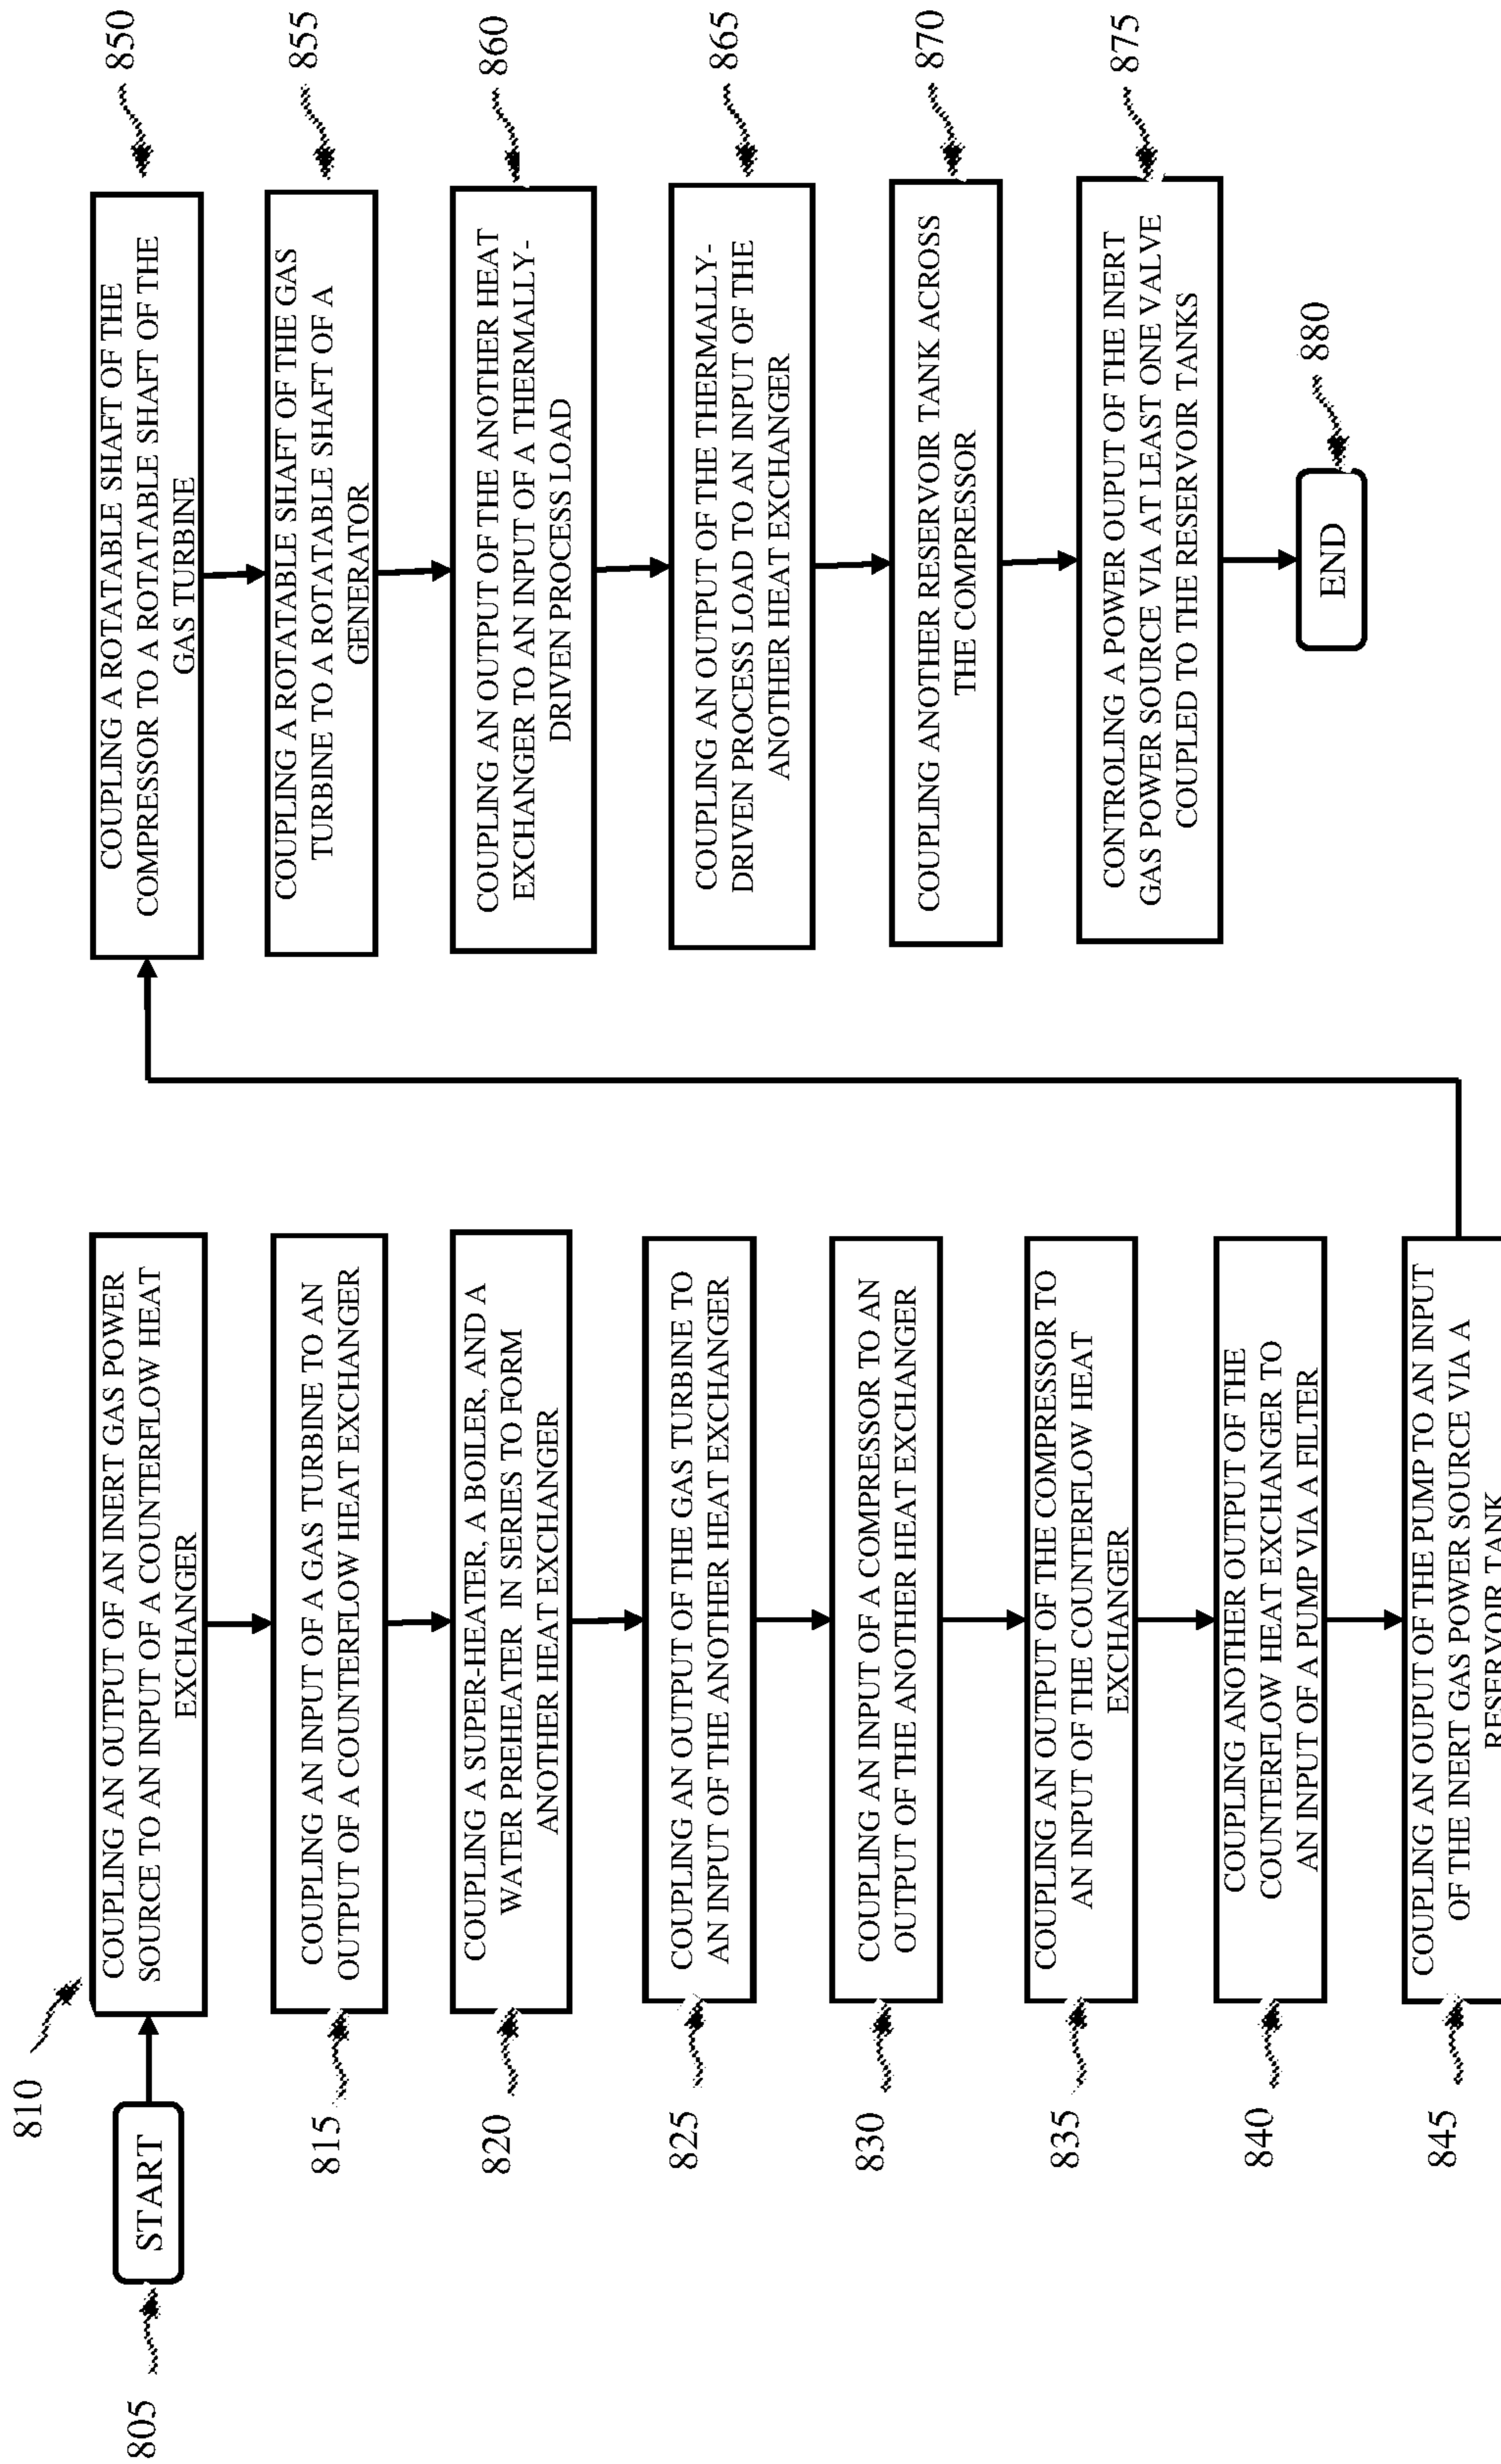 805
START
810
COUPLING AN OUTPUT OF AN INERT GAS POWER
SOURCE TO AN INPUT OF A COUNTERFLOW HEAT
EXCHANGER
815
COUPLING AN INPUT OF A GAS TURBINE TO AN
OUTPUT OF A COUNTERFLOW HEAT EXCHANGER
820
COUPLING A SUPER-HEATER, A BOILER, AND A
WATER PREHEATER IN SERIES TO FORM
ANOTHER HEAT EXCHANGER
825
COUPLING AN OUTPUT OF THE GAS TURBINE TO
AN INPUT OF THE ANOTHER HEAT EXCHANGER
830
COUPLING AN INPUT OF A COMPRESSOR TO AN
OUTPUT OF THE ANOTHER HEAT EXCHANGER
835
COUPLING AN OUTPUT OF THE COMPRESSOR TO
AN INPUT OF THE COUNTERFLOW HEAT
EXCHANGER
840
COUPLING ANOTHER OUTPUT OF THE
COUNTERFLOW HEAT EXCHANGER TO
AN INPUT OF A PUMP VIA A FILTER
845
COUPLING AN OUTPUT OF THE PUMP TO AN INPUT
OF THE INERT GAS POWER SOURCE VIA A
RESERVOIR TANK
850
COUPLING A ROTATABLE SHAFT OF THE
COMPRESSOR TO A ROTATABLE SHAFT OF THE
GAS TURBINE
855
COUPLING A ROTATABLE SHAFT OF THE GAS
TURBINE TO A ROTATABLE SHAFT OF A
GENERATOR
860
COUPLING AN OUTPUT OF THE ANOTHER HEAT
EXCHANGER TO AN INPUT OF A THERMALLY-
DRIVEN PROCESS LOAD
865
COUPLING AN OUTPUT OF THE THERMALLY-
DRIVEN PROCESS LOAD TO AN INPUT OF THE
ANOTHER HEAT EXCHANGER
870
COUPLING ANOTHER RESERVOIR TANK ACROSS
THE COMPRESSOR
875
CONTROLING A POWER OUPUT OF THE INERT
GAS POWER SOURCE VIA AT LEAST ONE VALVE
COUPLED TO THE RESERVOIR TANKS
880
END